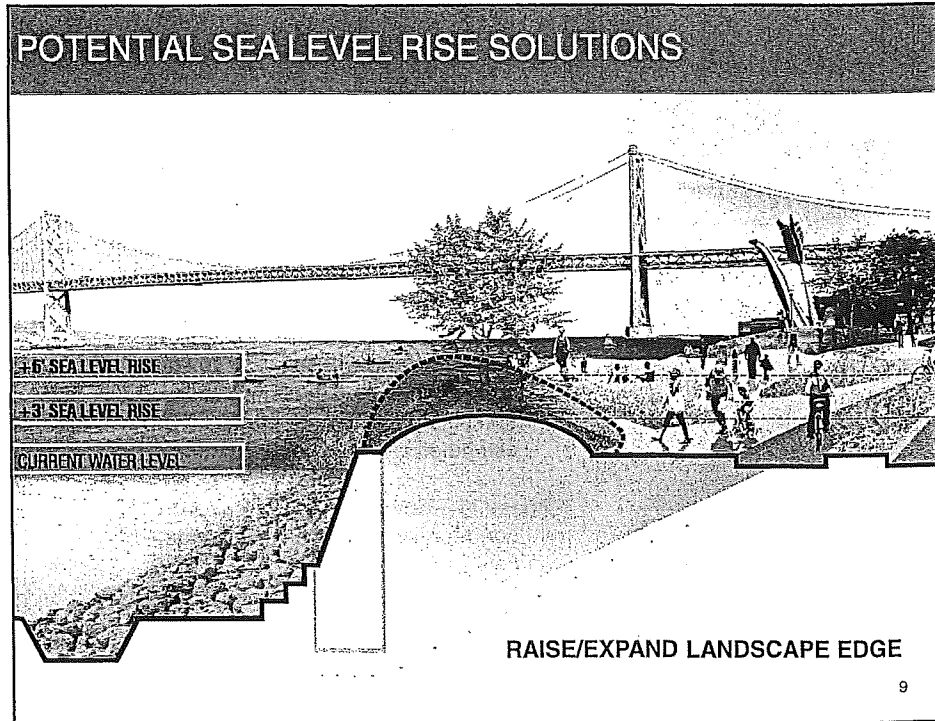 POTENTIAL SEA LEVEL RISE SOLUTIONS
+6' SEA LEVEL RISE
+3' SEA LEVEL RISE
CURRENT WATER LEVEL
RAISE/EXPAND LANDSCAPE EDGE
9